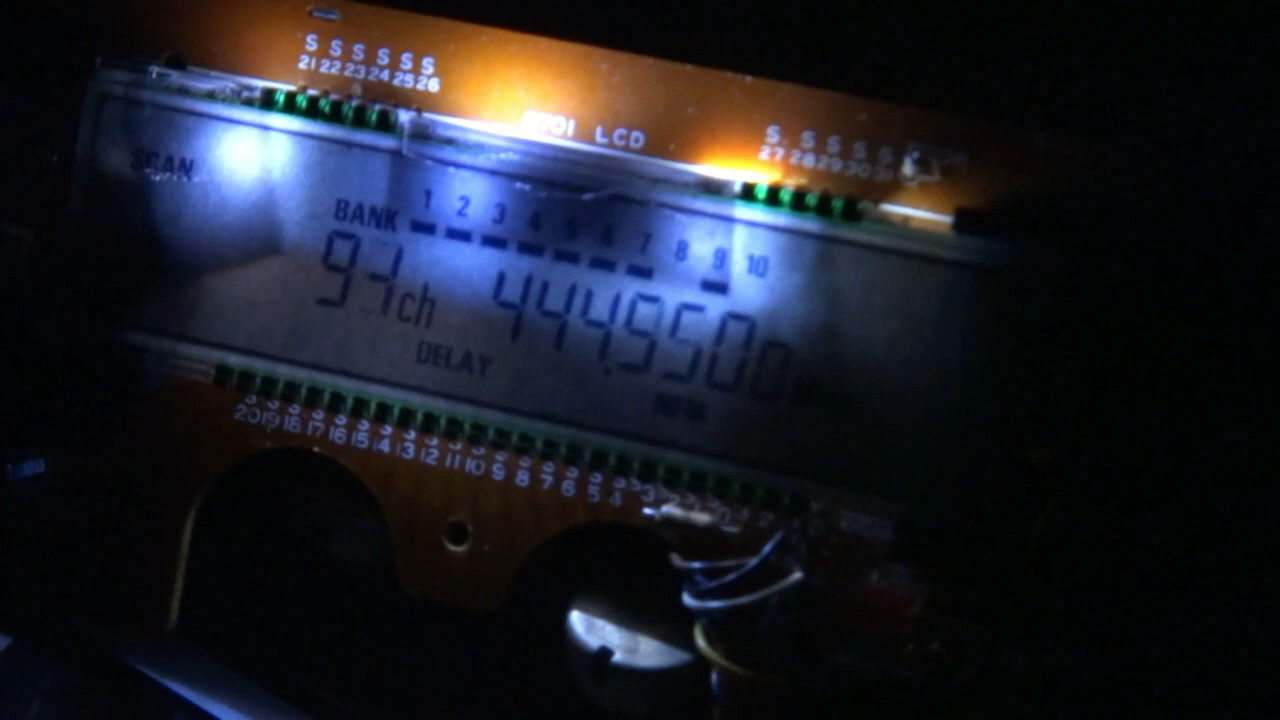 S S S S S S
21 22 23 24 25 26
LCD
S S S S S
27 28 29 30 31
SCAN
BANK 1 2 3 4 5 6 7 8 9 10
97ch 444.9500
DELAY NFM
S S S S S S S S S S S S S S S S S
20 19 18 17 16 15 14 13 12 11 10 9 8 7 6 5 4 3